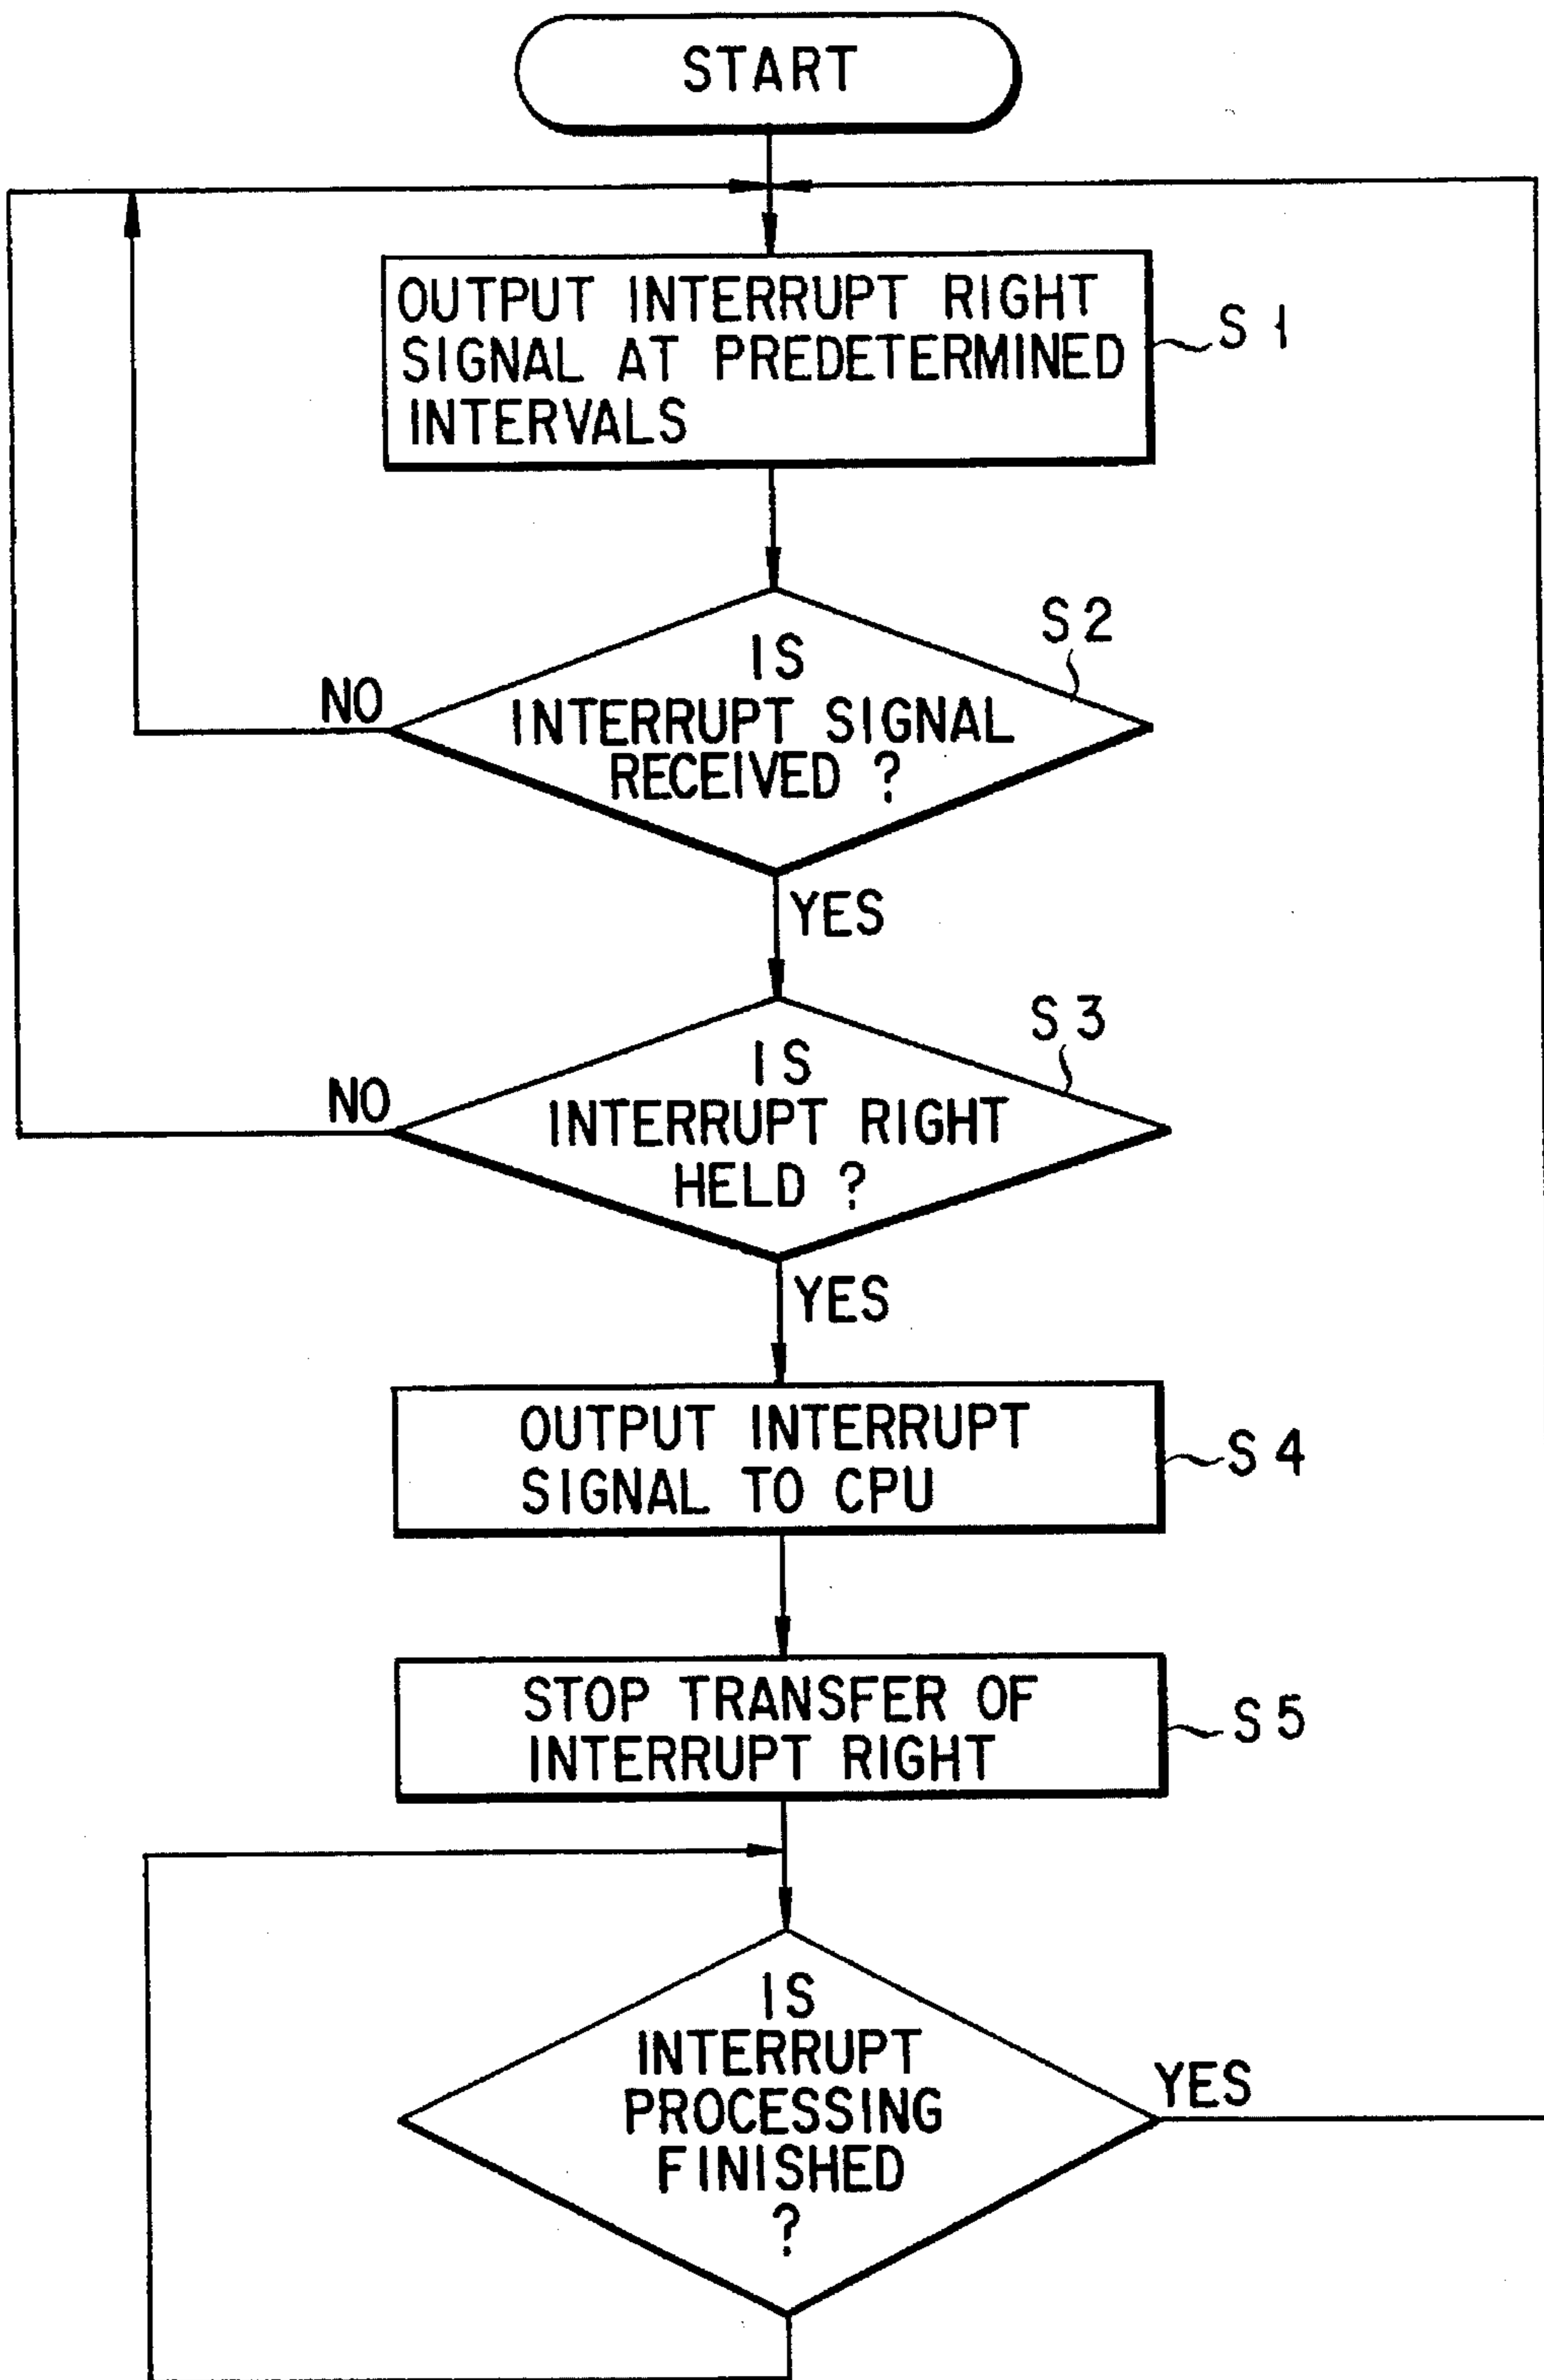 START
OUTPUT INTERRUPT RIGHT
SIGNAL AT PREDETERMINED
INTERVALS
S1
S2
IS
INTERRUPT SIGNAL
RECEIVED ?
NO
YES
S3
IS
INTERRUPT RIGHT
HELD ?
NO
YES
OUTPUT INTERRUPT
SIGNAL TO CPU
S4
STOP TRANSFER OF
INTERRUPT RIGHT
S5
IS
INTERRUPT
PROCESSING
FINISHED
?
YES